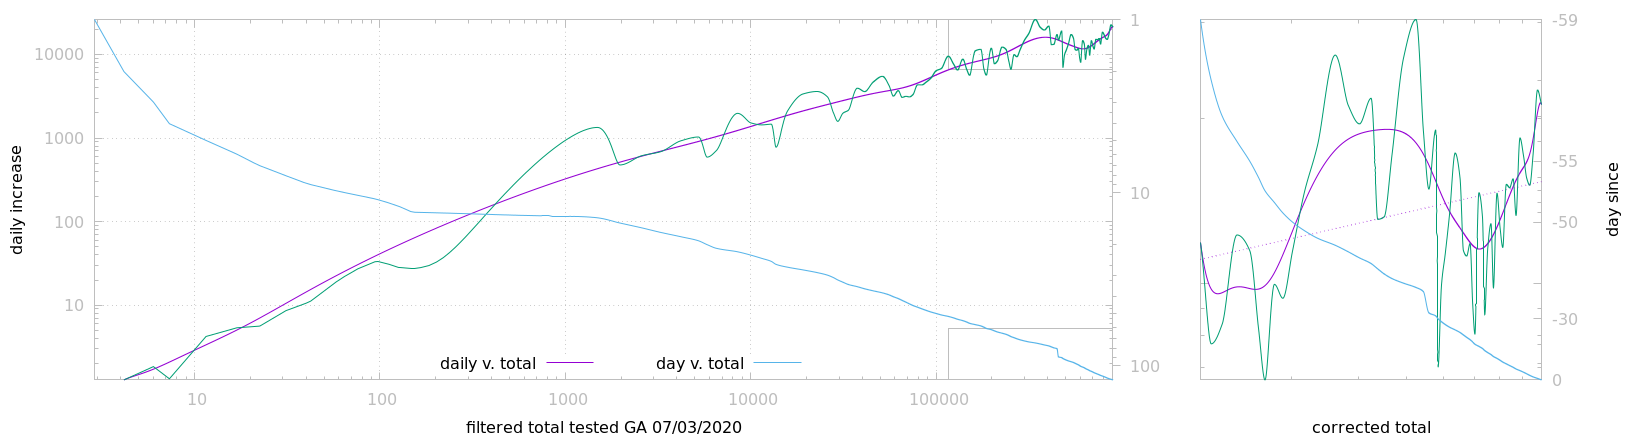 10000
1000
100
10
daily increase
10
100
1000
10000
100000
1
10
100
daily v. total
day v. total
filtered total tested GA 07/03/2020
-59
-55
-50
-30
0
day since
corrected total